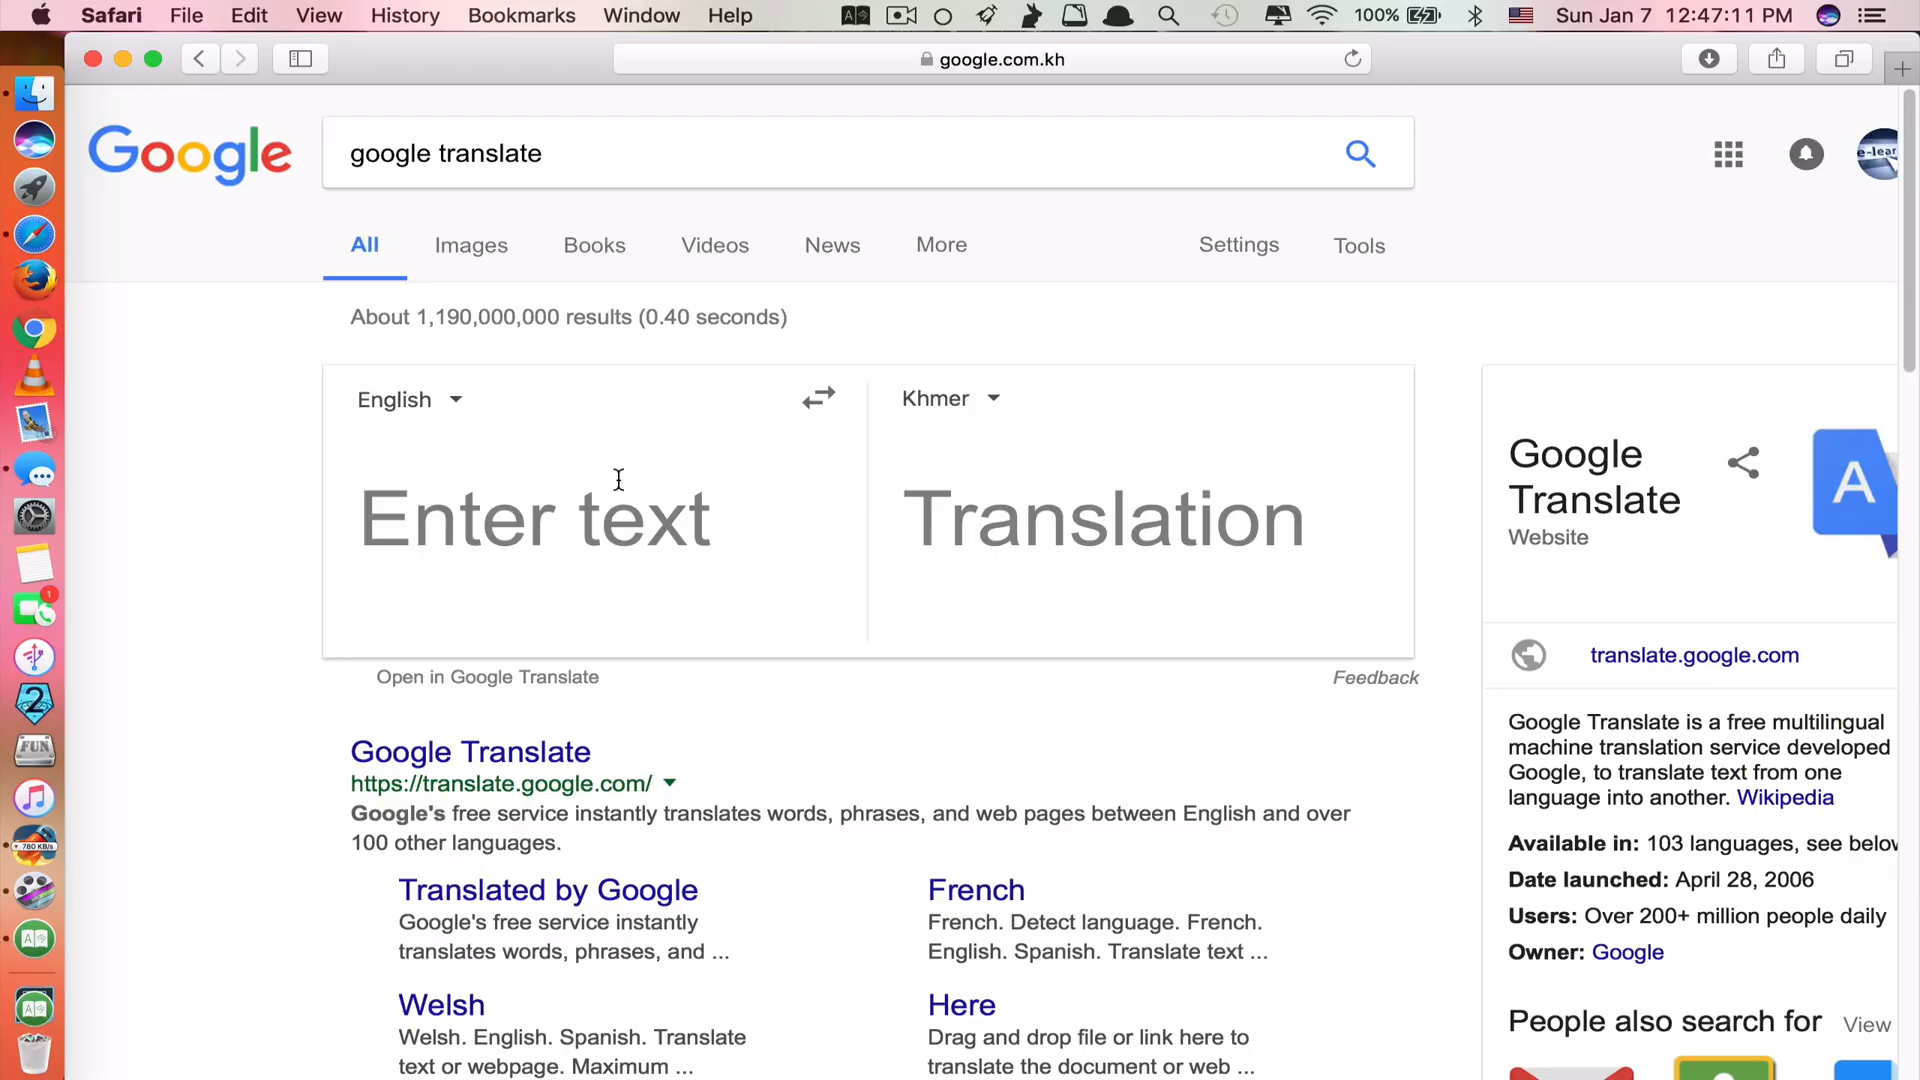 Safari File Edit View History Bookmarks Window Help 100% Sun Jan 7 12:47:11 PM
google.com.kh
Google google translate e-lear
All Images Books Videos News More Settings Tools
About 1,190,000,000 results (0.40 seconds)
English Khmer
Enter text Translation
Open in Google Translate Feedback
Google Translate
https://translate.google.com/
Google's free service instantly translates words, phrases, and web pages between English and over
100 other languages.
Translated by Google
Google's free service instantly
translates words, phrases, and ...
French
French. Detect language. French.
English. Spanish. Translate text ...
Welsh
Welsh. English. Spanish. Translate
text or webpage. Maximum ...
Here
Drag and drop file or link here to
translate the document or web ...
Google
Translate
Website
A
translate.google.com
Google Translate is a free multilingual
machine translation service developed
Google, to translate text from one
language into another. Wikipedia
Available in: 103 languages, see below
Date launched: April 28, 2006
Users: Over 200+ million people daily
Owner: Google
People also search for View
1
2
FUN
780 KB/s